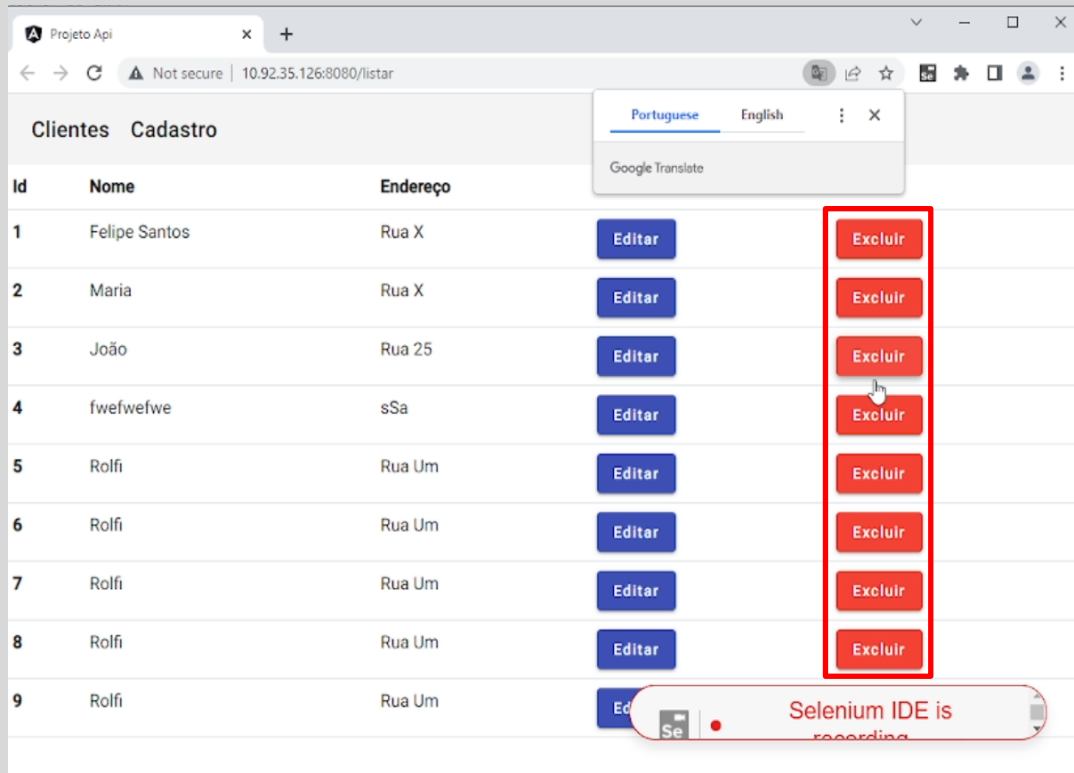 Projeto Api
Not secure 10.92.35.126:8080/listar
Clientes Cadastro
Portuguese English
Google Translate
Id Nome Endereço
1 Felipe Santos Rua X Editar Excluir
2 Maria Rua X Editar Excluir
3 João Rua 25 Editar Excluir
4 fwefwefwe sSa Editar Excluir
5 Rolfi Rua Um Editar Excluir
6 Rolfi Rua Um Editar Excluir
7 Rolfi Rua Um Editar Excluir
8 Rolfi Rua Um Editar Excluir
9 Rolfi Rua Um Ed
Se Selenium IDE is
recording